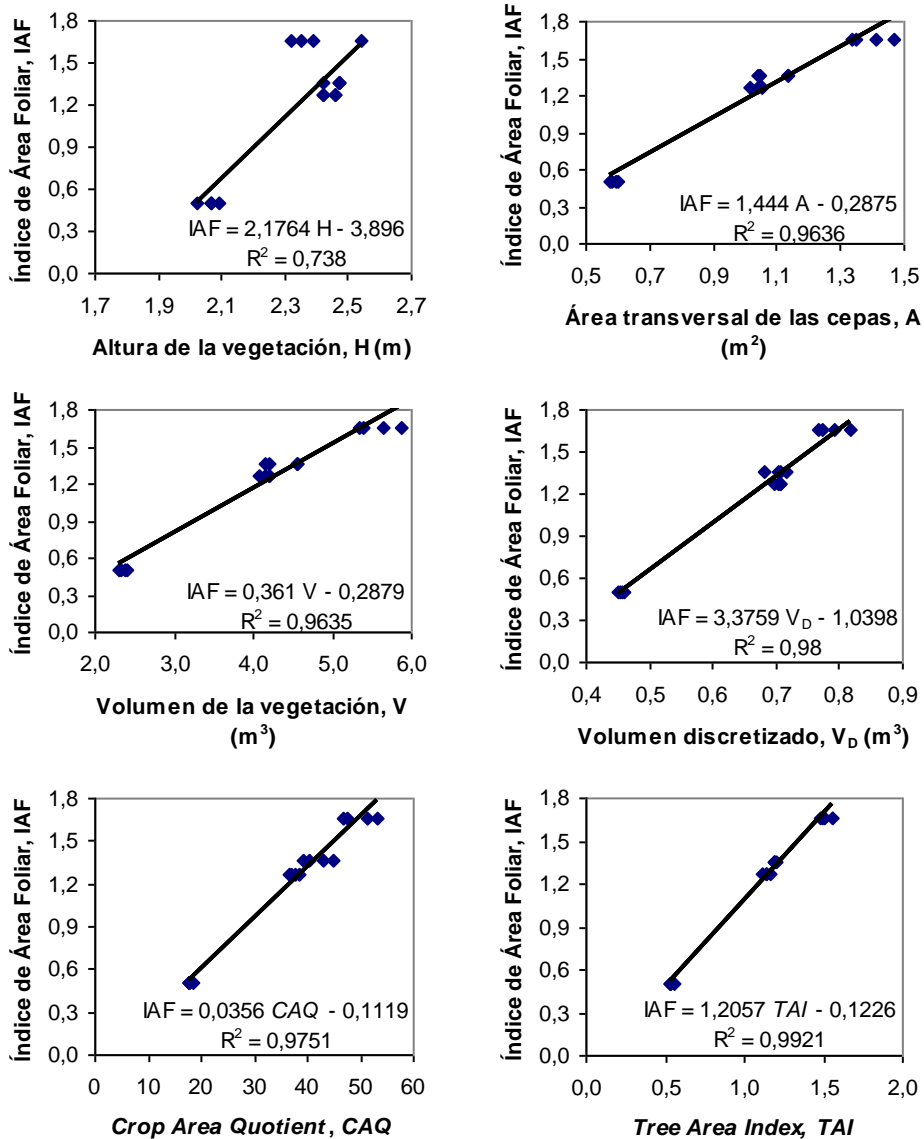 Índice de Área Foliar, IAF
1,8
1,5
1,2
0,9
0,6
0,3
0,0
IAF = 2,1764 H - 3,896
R² = 0,738
1,7 2,1 2,3 2,5 2,7
Altura de la vegetación, H (m)
Índice de Área Foliar, IAF
1,8
1,5
1,2
0,9
0,6
0,3
0,0
IAF = 1,444 A - 0,2875
R² = 0,9636
0,5 0,7 0,9 1,1 1,3 1,5
Área transversal de las cepas, A
(m²)
Índice de Área Foliar, IAF
1,8
1,5
1,2
0,9
0,6
0,3
0,0
IAF = 0,361 V - 0,2879
R² = 0,9635
2,0 3,0 4,0 5,0 6,0
Volumen de la vegetación, V
(m³)
Índice de Área Foliar, IAF
1,8
1,5
1,2
0,9
0,6
0,3
0,0
IAF = 3,3759 V_D - 1,0398
R² = 0,98
0,4 0,5 0,6 0,7 0,8 0,9
Volumen discretizado, V_D (m³)
Índice de Área Foliar, IAF
1,8
1,5
1,2
0,9
0,6
0,3
0,0
IAF = 0,0356 CAQ - 0,1119
R² = 0,9751
0 10 20 30 40 50 60
Crop Area Quotient, CAQ
Índice de Área Foliar, IAF
1,8
1,5
1,2
0,9
0,6
0,3
0,0
IAF = 1,2057 TAI - 0,1226
R² = 0,9921
0,0 0,5 1,0 1,5 2,0
Tree Area Index, TAI